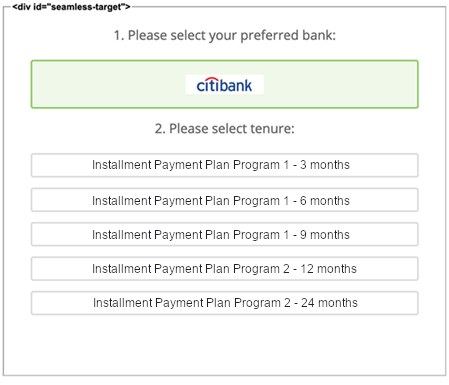 <div id="seamless-target">
1. Please select your preferred bank:
citibank
2. Please select tenure:
Installment Payment Plan Program 1 - 3 months
Installment Payment Plan Program 1 - 6 months
Installment Payment Plan Program 1 - 9 months
Installment Payment Plan Program 2 - 12 months
Installment Payment Plan Program 2 - 24 months